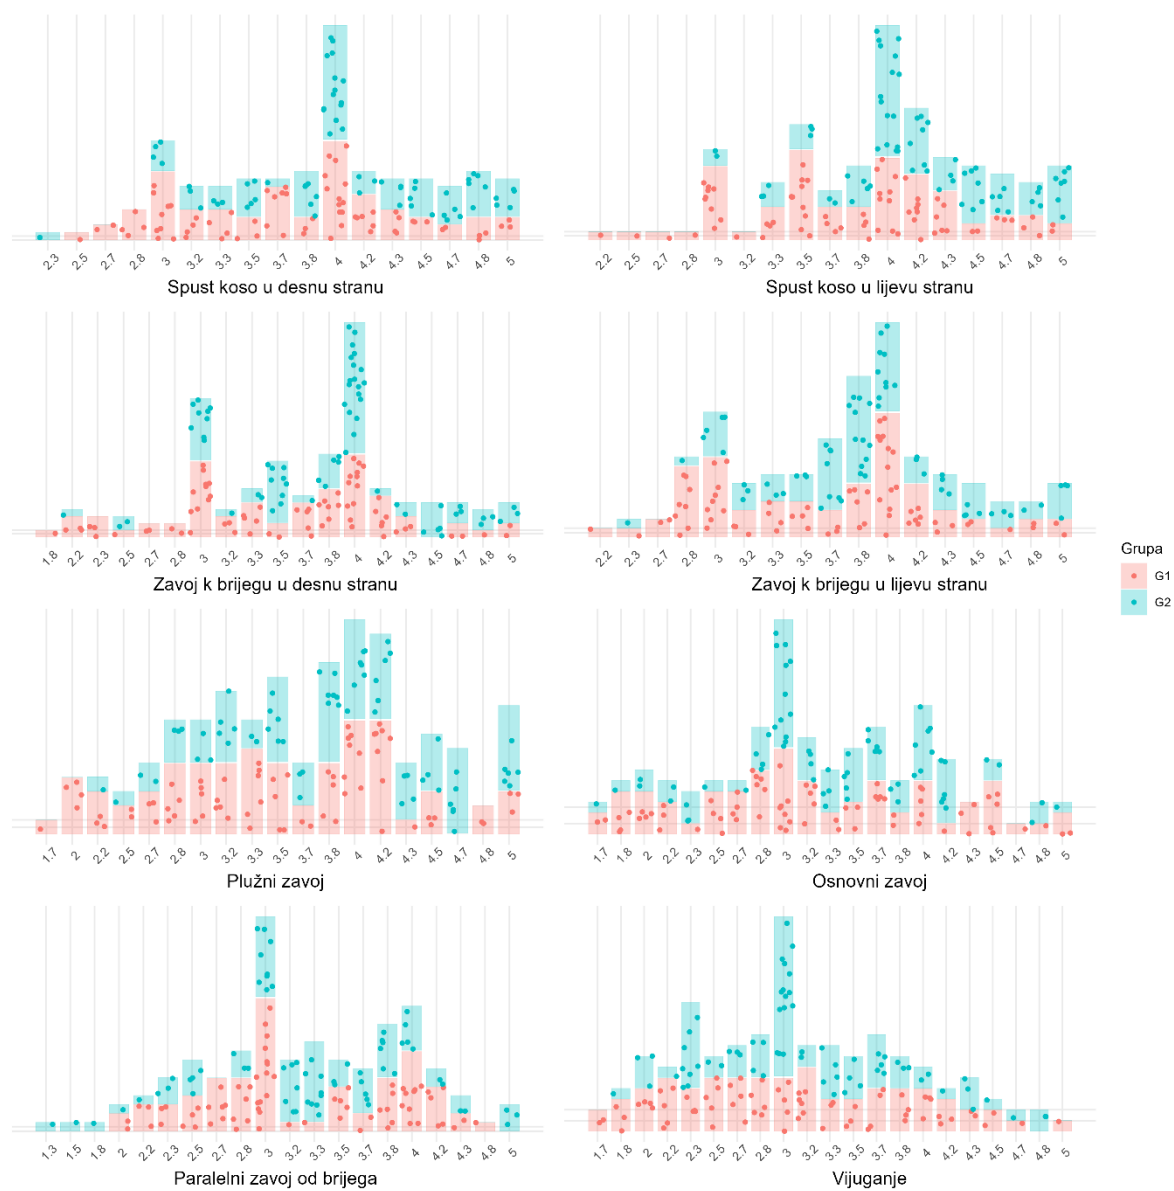 2.3 2.5 2.7 2.8 3 3.2 3.3 3.5 3.7 3.8 4 4.2 4.3 4.5 4.7 4.8 5
Spust koso u desnu stranu
2.2 2.5 2.7 2.8 3 3.2 3.3 3.5 3.7 3.8 4 4.2 4.3 4.5 4.7 4.8 5
Spust koso u lijevu stranu
1.8 2.2 2.3 2.5 2.7 2.8 3 3.2 3.3 3.5 3.7 3.8 4 4.2 4.3 4.5 4.7 4.8 5
Zavoj k brijegu u desnu stranu
2.2 2.3 2.7 2.8 3 3.2 3.3 3.5 3.7 3.8 4 4.2 4.3 4.5 4.7 4.8 5
Zavoj k brijegu u lijevu stranu
Grupa
G1
G2
1.7 2 2.2 2.5 2.7 2.8 3 3.2 3.3 3.5 3.7 3.8 4 4.2 4.3 4.5 4.7 4.8 5
Plužni zavoj
1.7 1.8 2 2.2 2.3 2.5 2.7 2.8 3 3.2 3.3 3.5 3.7 3.8 4 4.2 4.3 4.5 4.7 4.8 5
Osnovni zavoj
1.3 1.5 1.8 2 2.2 2.3 2.5 2.7 2.8 3 3.2 3.3 3.5 3.7 3.8 4 4.2 4.3 4.8 5
Paralelni zavoj od brijega
1.7 1.8 2 2.2 2.3 2.5 2.7 2.8 3 3.2 3.3 3.5 3.7 3.8 4 4.2 4.3 4.5 4.7 4.8 5
Vijuganje